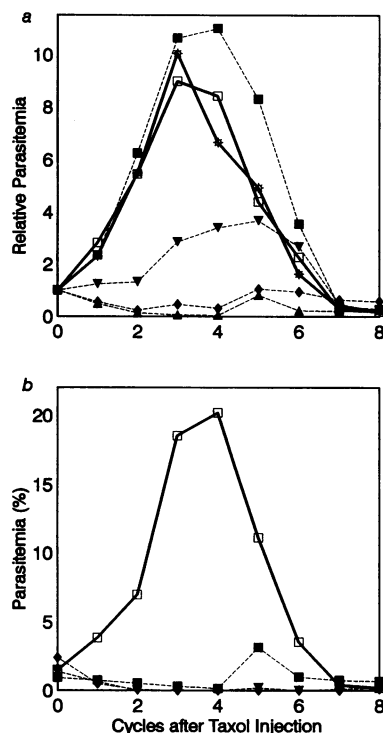 a
Relative Parasitemia
10
8
6
4
2
0
0 2 4 6 8
b
Parasitemia (%)
20
15
10
5
0
0 2 4 6 8
Cycles after Taxol Injection